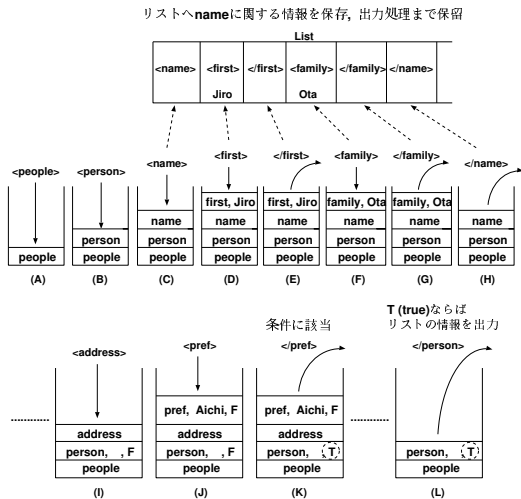 リストへnameに関する情報を保存, 出力処理まで保留
List
<name> <first> </first> <family> </family> </name>
Jiro Ota
<people> <person> <name> <first> </first> <family> </family> </name>
first, Jiro first, Jiro family, Ota family, Ota
name name name name name name
person person person person person person person
people people people people people people people people
(A) (B) (C) (D) (E) (F) (G) (H)
T (true)ならば
リストの情報を出力
条件に該当
<address> <pref> </pref> </person>
pref, Aichi, F pref, Aichi, F
address address address
person, , F person, , F person, , T person, , T
people people people people
(I) (J) (K) (L)